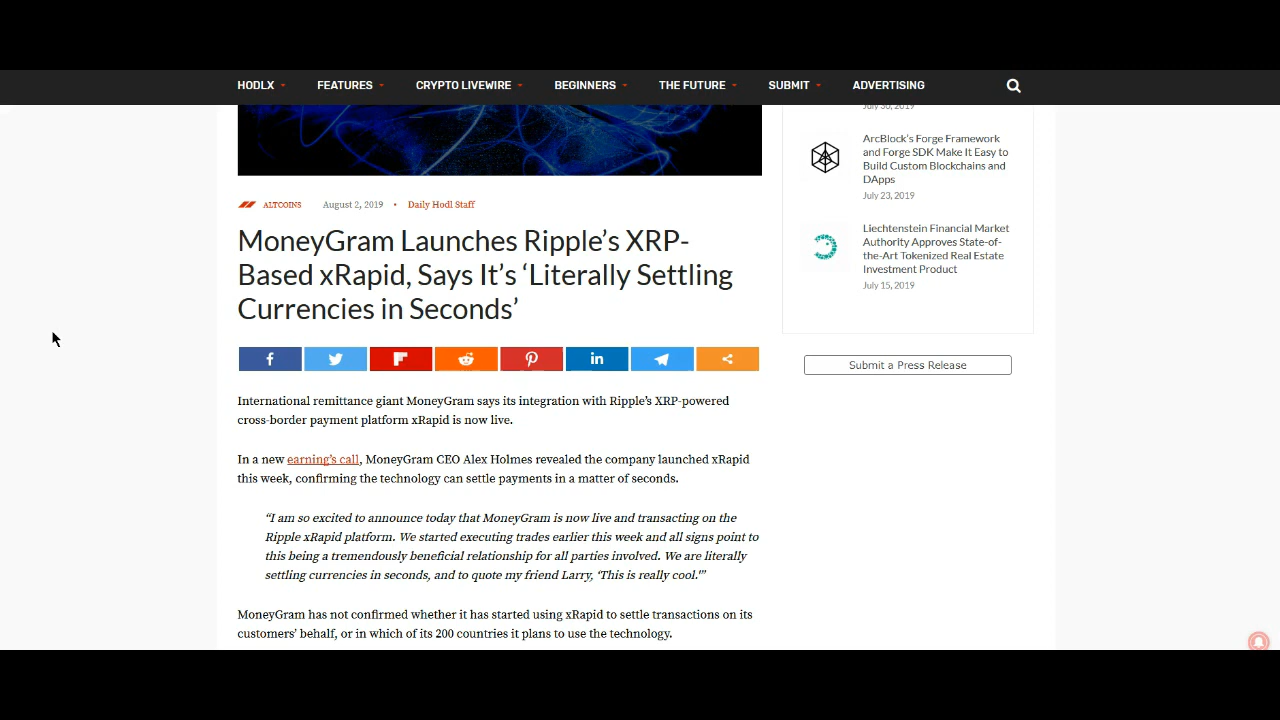 HODLX FEATURES CRYPTO LIVEWIRE BEGINNERS THE FUTURE SUBMIT ADVERTISING
ALTCOINS August 2, 2019 • Daily Hodl Staff
MoneyGram Launches Ripple’s XRP-
Based xRapid, Says It’s ‘Literally Settling
Currencies in Seconds’
International remittance giant MoneyGram says its integration with Ripple’s XRP-powered
cross-border payment platform xRapid is now live.
In a new earning’s call, MoneyGram CEO Alex Holmes revealed the company launched xRapid
this week, confirming the technology can settle payments in a matter of seconds.
“I am so excited to announce today that MoneyGram is now live and transacting on the
Ripple xRapid platform. We started executing trades earlier this week and all signs point to
this being a tremendously beneficial relationship for all parties involved. We are literally
settling currencies in seconds, and to quote my friend Larry, ‘This is really cool.'”
MoneyGram has not confirmed whether it has started using xRapid to settle transactions on its
customers’ behalf, or in which of its 200 countries it plans to use the technology.
July 30, 2019
ArcBlock’s Forge Framework
and Forge SDK Make It Easy to
Build Custom Blockchains and
DApps
July 23, 2019
Liechtenstein Financial Market
Authority Approves State-of-
the-Art Tokenized Real Estate
Investment Product
July 15, 2019
Submit a Press Release